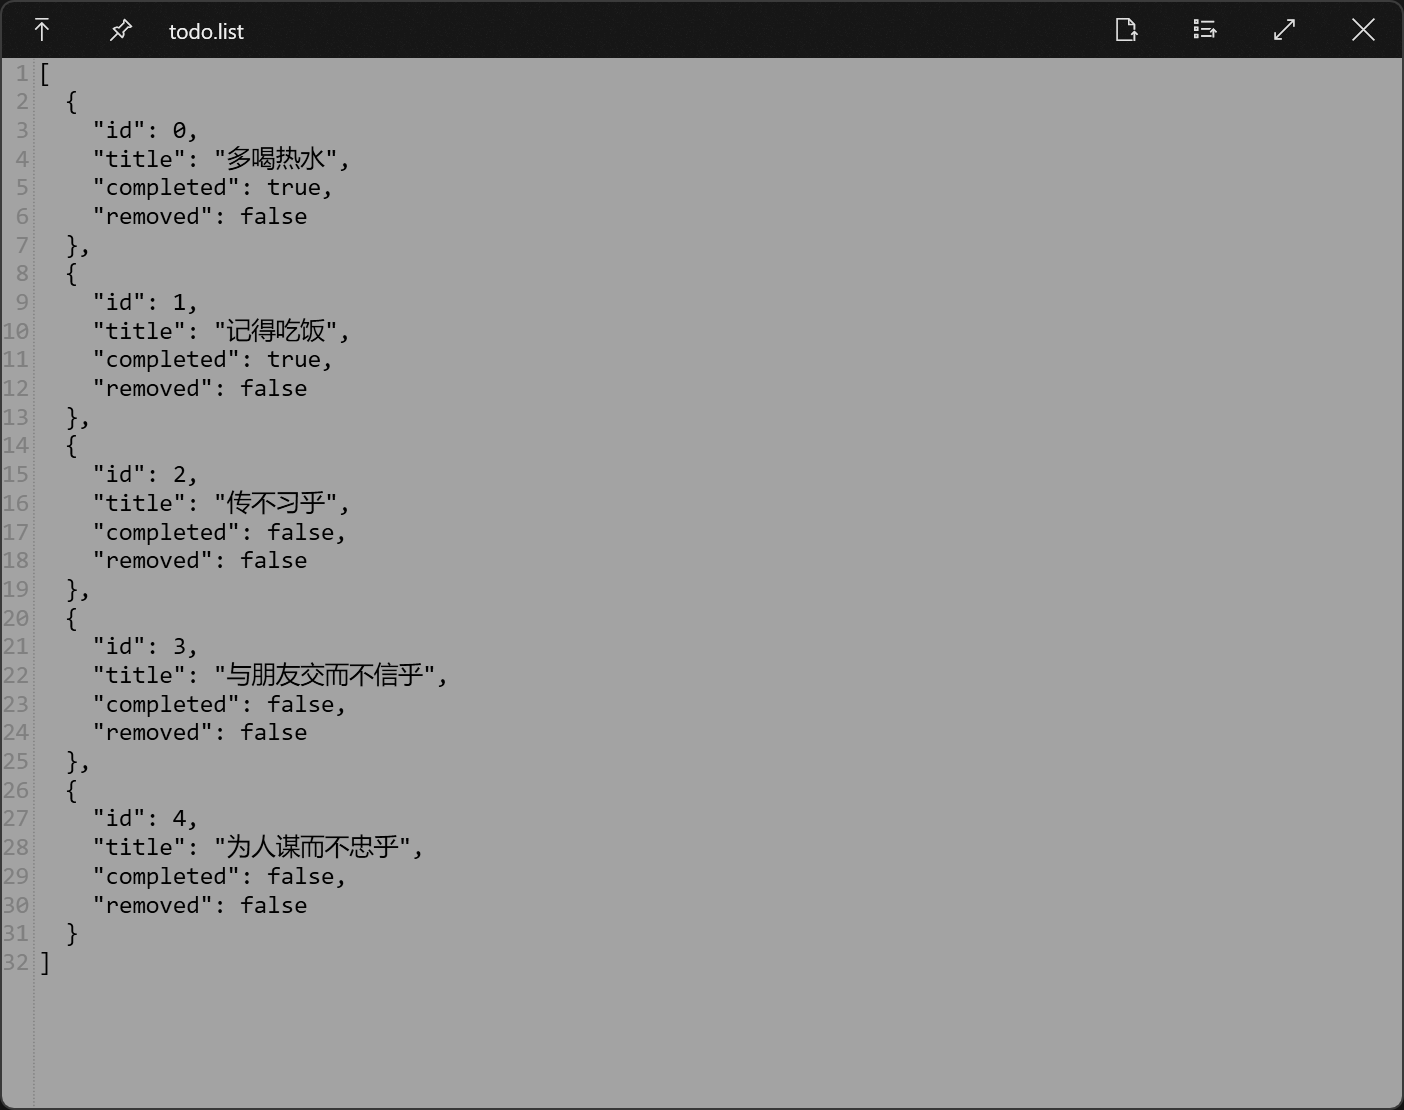 todo.list
1 [
2   {
3     "id": 0,
4     "title": "多喝热水",
5     "completed": true,
6     "removed": false
7   },
8   {
9     "id": 1,
10     "title": "记得吃饭",
11     "completed": true,
12     "removed": false
13   },
14   {
15     "id": 2,
16     "title": "传不习乎",
17     "completed": false,
18     "removed": false
19   },
20   {
21     "id": 3,
22     "title": "与朋友交而不信乎",
23     "completed": false,
24     "removed": false
25   },
26   {
27     "id": 4,
28     "title": "为人谋而不忠乎",
29     "completed": false,
30     "removed": false
31   }
32 ]